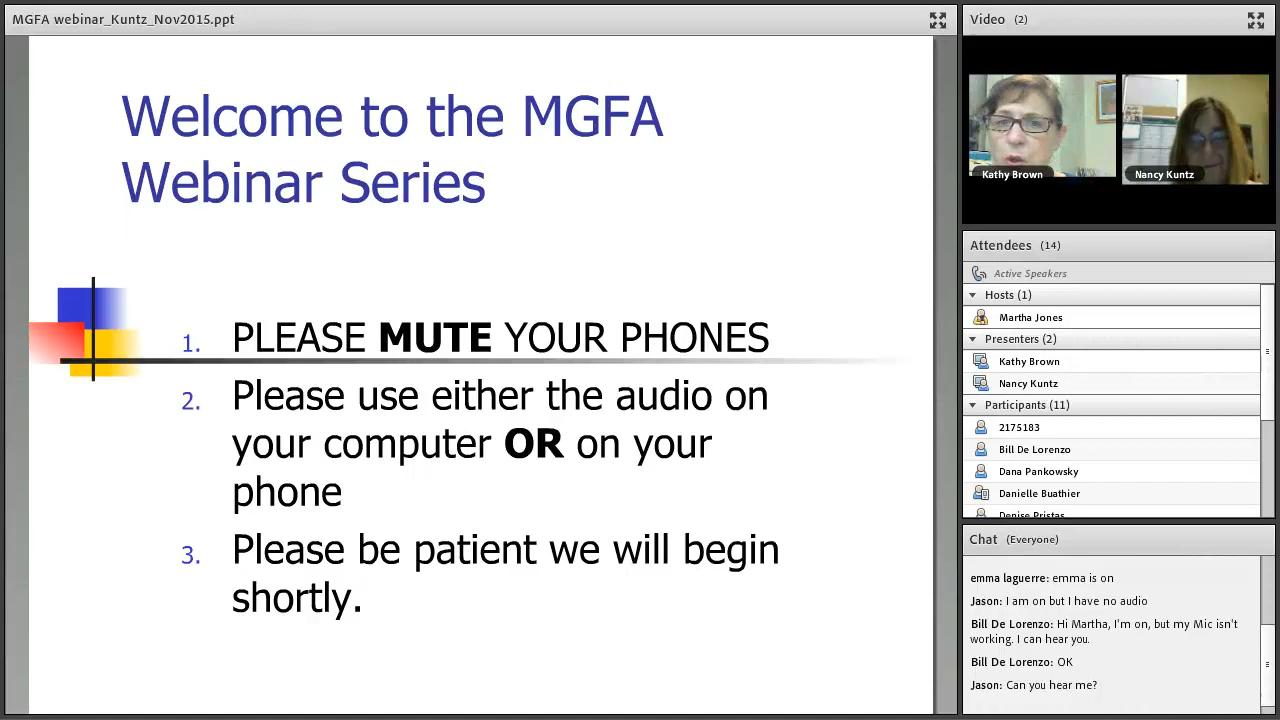 MGFA webinar_Kuntz_Nov2015.ppt
Welcome to the MGFA
Webinar Series
1. PLEASE MUTE YOUR PHONES
2. Please use either the audio on
your computer OR on your
phone
3. Please be patient we will begin
shortly.
Video (2)
Kathy Brown
Nancy Kuntz
Attendees (14)
Active Speakers
Hosts (1)
Martha Jones
Presenters (2)
Kathy Brown
Nancy Kuntz
Participants (11)
2175183
Bill De Lorenzo
Dana Pankowsky
Danielle Buathier
Denise Pristas
Chat (Everyone)
emma laguerre: emma is on
Jason: I am on but I have no audio
Bill De Lorenzo: Hi Martha, I'm on, but my Mic isn't
working. I can hear you.
Bill De Lorenzo: OK
Jason: Can you hear me?